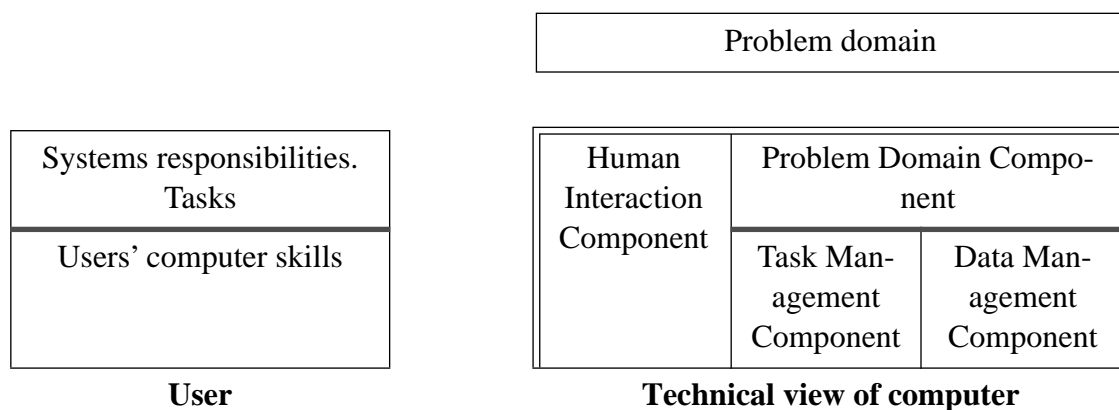 Problem domain
Systems responsibilities.
Tasks
Users’ computer skills
User
Human
Interaction
Component
Problem Domain Compo-
nent
Task Man-
agement
Component
Data Man-
agement
Component
Technical view of computer